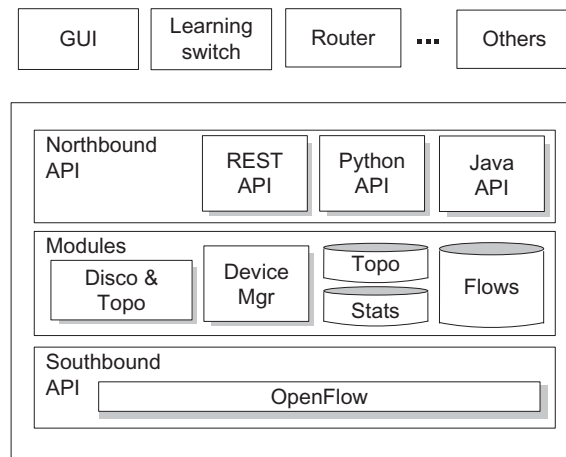 GUI
Learning
switch
Router
...
Others
Northbound
API
REST
API
Python
API
Java
API
Modules
Disco &
Topo
Device
Mgr
Topo
Stats
Flows
Southbound
API
OpenFlow